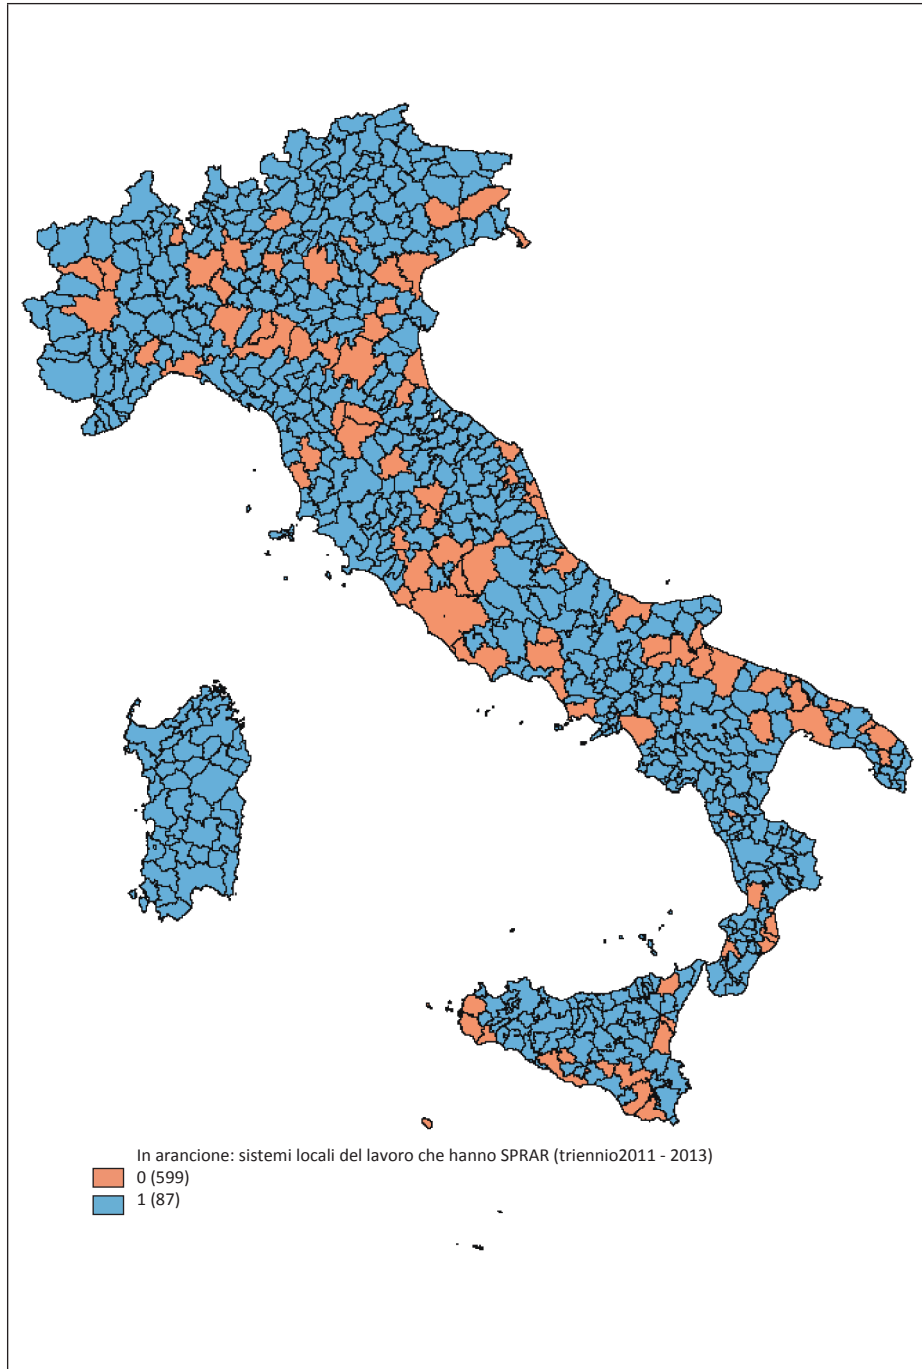 In arancione: sistemi locali del lavoro che hanno SPRAR (triennio2011 - 2013)
0 (599)
1 (87)